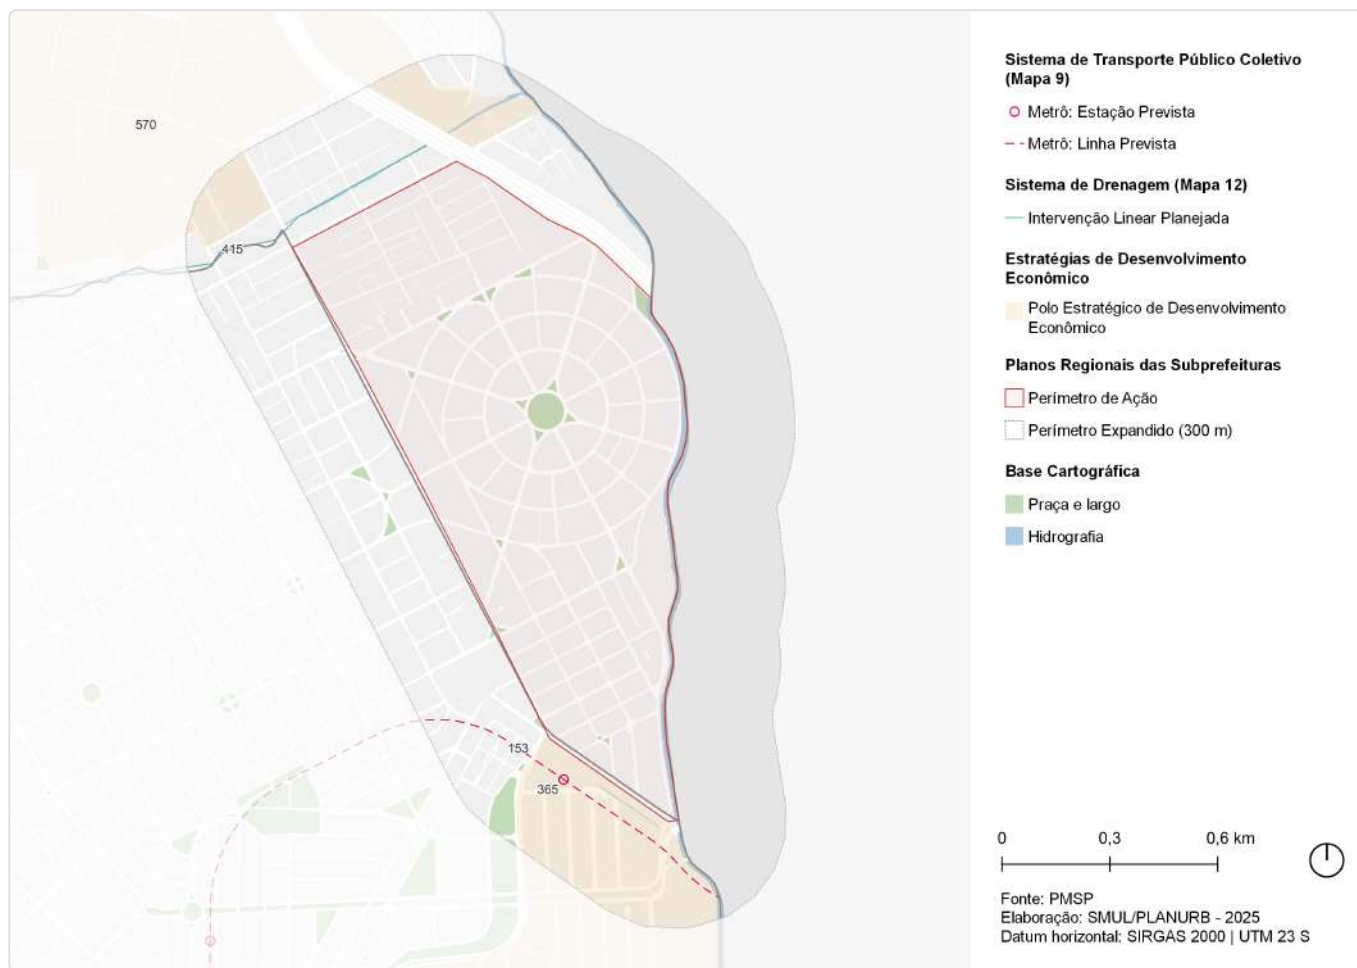 570
415
153
365
Sistema de Transporte Público Coletivo
(Mapa 9)
Metrô: Estação Prevista
Metrô: Linha Prevista
Sistema de Drenagem (Mapa 12)
Intervenção Linear Planejada
Estratégias de Desenvolvimento
Econômico
Polo Estratégico de Desenvolvimento
Econômico
Planos Regionais das Subprefeituras
Perímetro de Ação
Perímetro Expandido (300 m)
Base Cartográfica
Praça e largo
Hidrografia
0 0,3 0,6 km
Fonte: PMSP
Elaboração: SMUL/PLANURB - 2025
Datum horizontal: SIRGAS 2000 | UTM 23 S